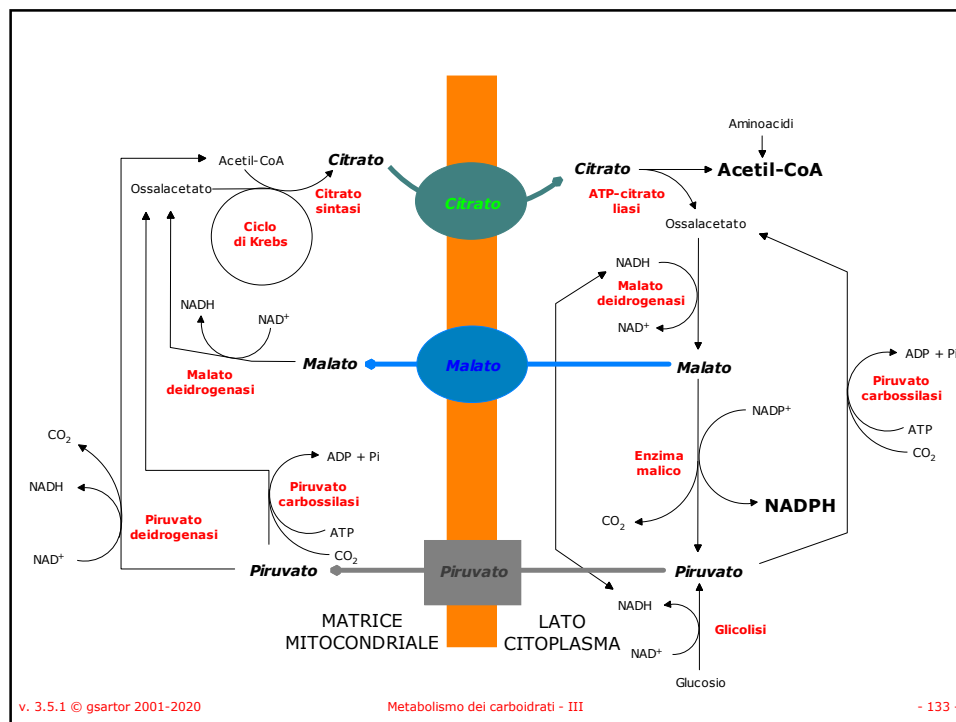 Aminoacidi
Acetil-CoA
Citrato
Citrato
Acetil-CoA
Ossalacetato
Citrato
sintasi
Citrato
ATP-citrato
liasi
Ossalacetato
Ciclo
di Krebs
NADH
Malato
deidrogenasi
NAD+
NADH
NAD+
Malato
deidrogenasi
Malato
Malato
Malato
ADP + Pi
Piruvato
carbossilasi
ATP
CO2
NADP+
Enzima
malico
NADPH
CO2
CO2
NADH
Piruvato
deidrogenasi
NAD+
ADP + Pi
Piruvato
carbossilasi
ATP
CO2
Piruvato
Piruvato
Piruvato
MATRICE
MITOCONDRIALE
LATO
CITOPLASMA
NADH
Glicolisi
NAD+
Glucosio
v. 3.5.1 © gsartor 2001-2020
Metabolismo dei carboidrati - III
- 133 -